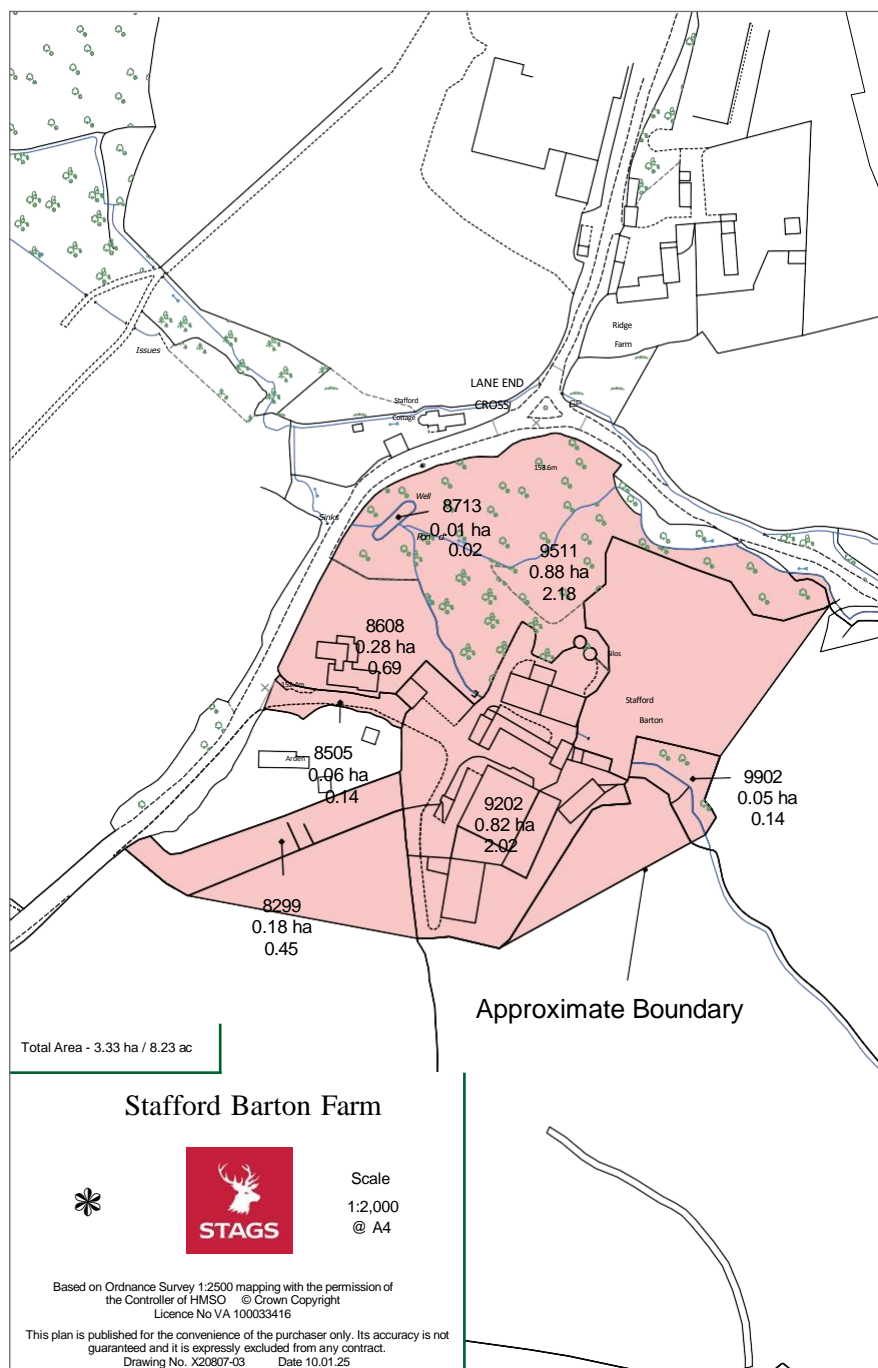 Ridge
Farm
Issues
LANE END
CROSS
Stafford
Cottage
GP
153.6m
Well
8713
0.01 ha
0.02
Pond
Sinks
9511
0.88 ha
2.18
8608
0.28 ha
0.69
Silos
Stafford
Barton
8505
0.06 ha
0.14
Arden
9902
0.05 ha
0.14
9202
0.82 ha
2.02
8299
0.18 ha
0.45
Approximate Boundary
Total Area - 3.33 ha / 8.23 ac
Stafford Barton Farm
STAGS
Scale
1:2,000
@ A4
Based on Ordnance Survey 1:2500 mapping with the permission of
the Controller of HMSO © Crown Copyright
Licence No VA 100033416
This plan is published for the convenience of the purchaser only. Its accuracy is not
guaranteed and it is expressly excluded from any contract.
Drawing No. X20807-03 Date 10.01.25